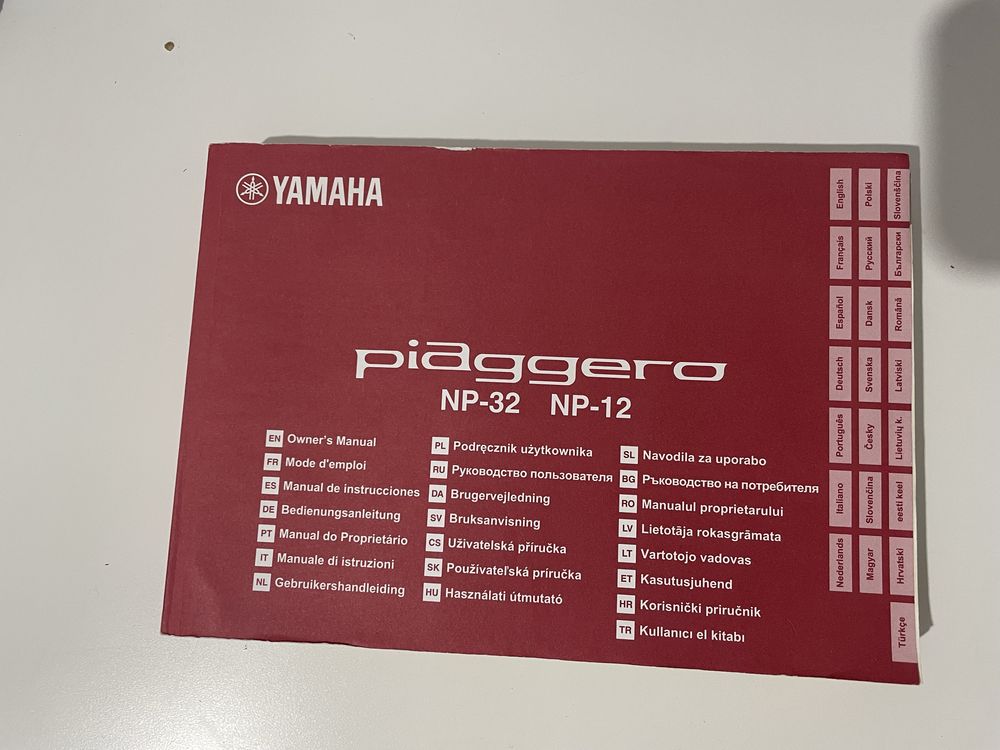 YAMAHA
piaggero
NP-32 NP-12
EN Owner's Manual
FR Mode d'emploi
ES Manual de instrucciones
DE Bedienungsanleitung
PT Manual do Proprietário
IT Manuale di istruzioni
NL Gebruikershandleiding
PL Podręcznik użytkownika
RU Руководство пользователя
DA Brugervejledning
SV Bruksanvisning
CS Uživatelská příručka
SK Používateľská príručka
HU Használati útmutató
SL Navodila za uporabo
BG Ръководство на потребителя
RO Manualul proprietarului
LV Lietotāja rokasgrāmata
LT Vartotojo vadovas
ET Kasutusjuhend
HR Korisnički priručnik
TR Kullanıcı el kitabı
English
Français
Español
Deutsch
Português
Italiano
Nederlands
Polski
Русский
Dansk
Svenska
Česky
Slovenčina
Magyar
Slovenščina
Български
Română
Latviski
Lietuvių k.
eesti keel
Hrvatski
Türkçe